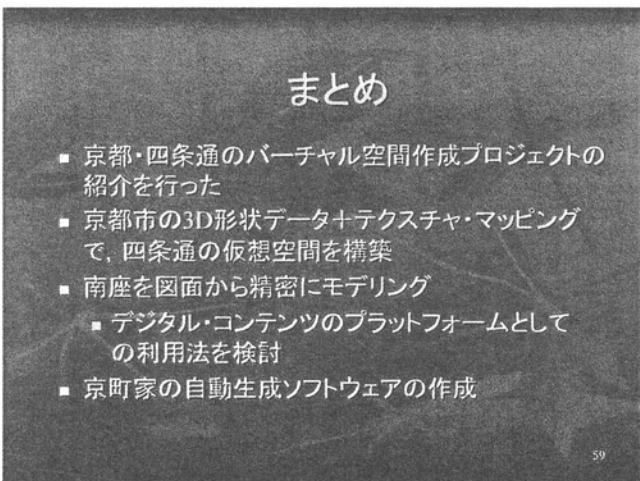 まとめ
京都・四条通のバーチャル空間作成プロジェクトの
紹介を行った
京都市の3D形状データ＋テクスチャ・マッピング
で, 四条通の仮想空間を構築
南座を図面から精密にモデリング
デジタル・コンテンツのプラットフォームとして
の利用法を検討
京町家の自動生成ソフトウェアの作成
59